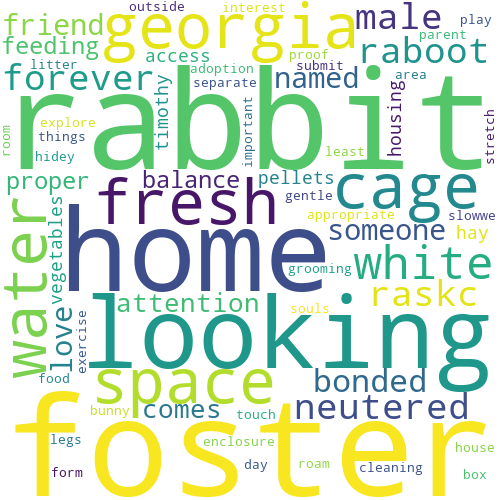 outside
interest
friend
georgia
male
play
parent
feeding
access
proof
raboot
litter
adoption
submit
area
forever
separate
named
rabbit
timothy
important
housing
stretch
room
explore
things
hidey
least
proper
balance
pellets
cage
vegetables
fresh
gentle
appropriate
slowwe
water
home
someone
hay
white
grooming
love
attention
souls
raskc
looking
exercise
food
space
bonded
bunny
comes
touch
neutered
foster
legs
enclosure
house
form
day
roam
cleaning
box